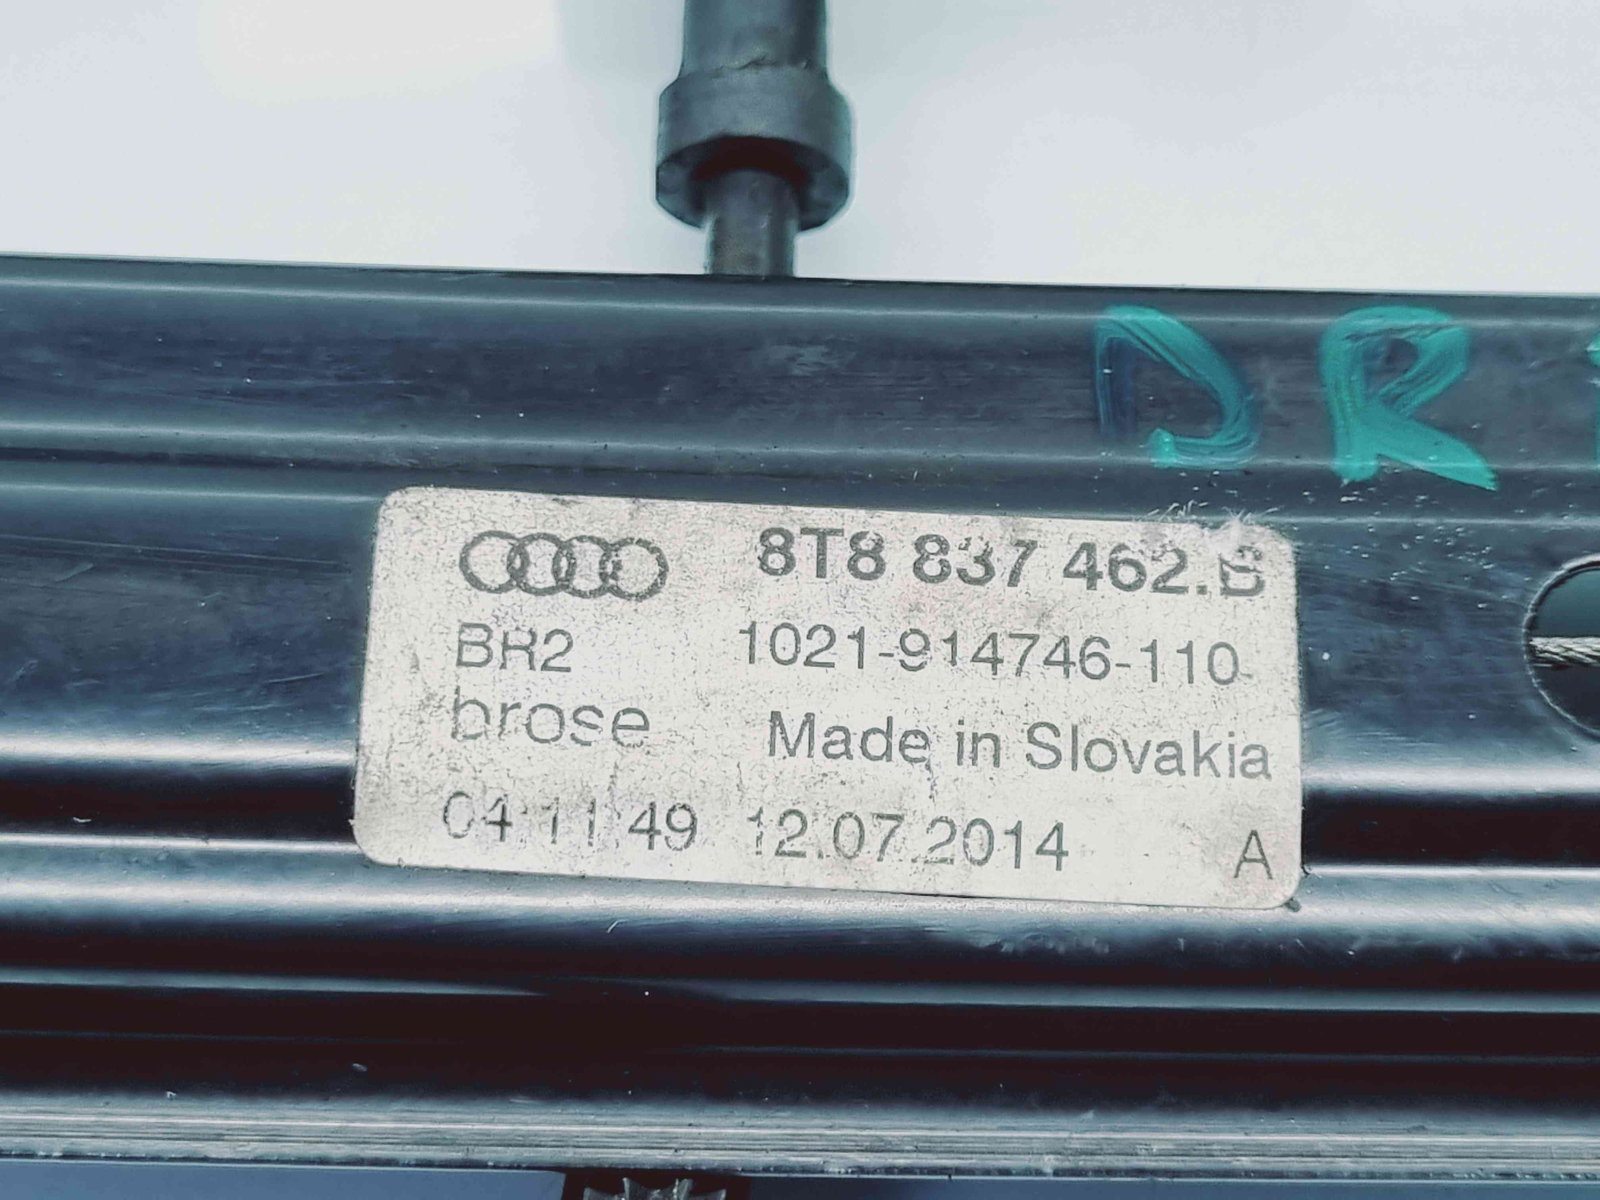 DR
8T8 837 462.B
BR2 1021-914746-110
brose Made in Slovakia
04:11:49 12.07.2014 A